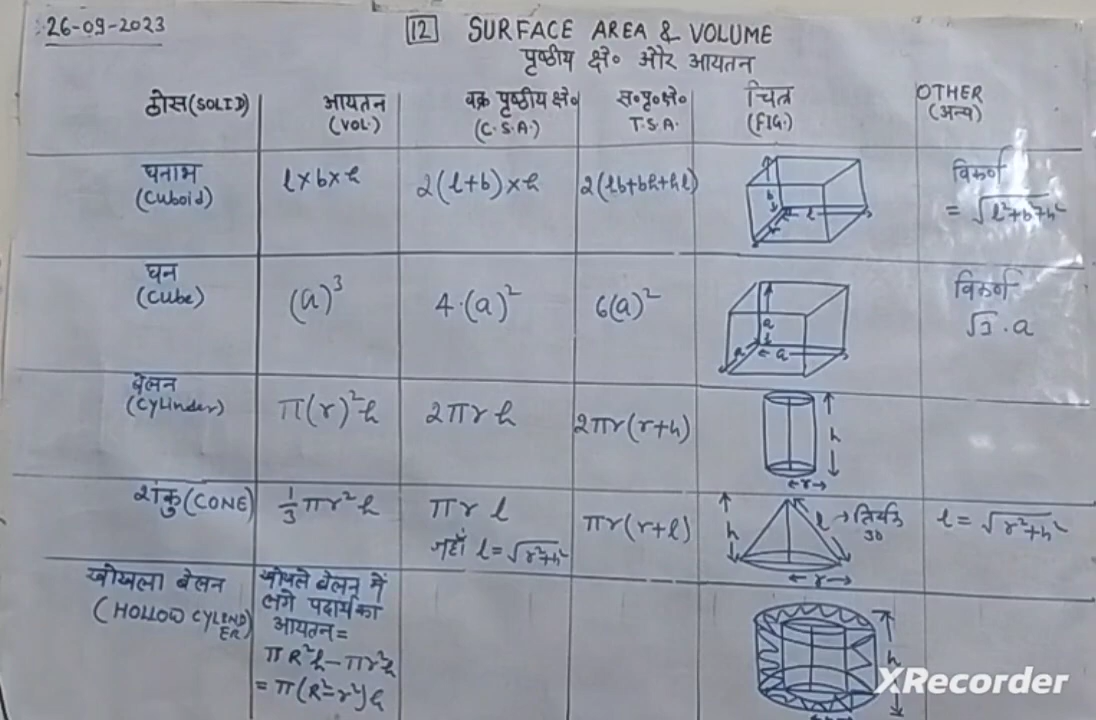 26-09-2023
12 SURFACE AREA & VOLUME
पृष्ठीय क्षे० और आयतन
ठोस(SOLID) आयतन (VOL.) वक्र पृष्ठीय क्षे० (C.S.A.) स०पृ०क्षे० T.S.A. चित्र (FIG.) OTHER (अन्य)
घनाभ (Cuboid) l×b×h 2(l+b)×h 2(lb+bh+hl) b l विकर्ण = √l²+b²+h²
घन (Cube) (a)³ 4·(a)² 6(a)² a a a विकर्ण √3·a
बेलन (Cylinder) π(r)²h 2πrh 2πr(r+h) h r
शंकु(CONE) 1/3πr²h πrl जहाँ l=√r²+h² πr(r+l) h l→तिर्यक ऊ० r l=√r²+h²
खोखला बेलन (HOLLOW CYLINDER) खोखले बेलन में लगे पदार्थ का आयतन= πR²h–πr²h =π(R²–r²)h h
XRecorder